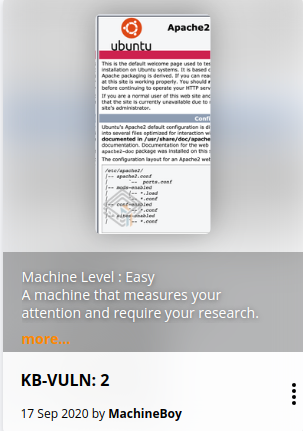 Apache2
ubuntu
This is the default welcome page used to te
installation on Ubuntu systems. It is based o
Apache packaging is derived. If you can rea
at this site is working properly. You should r
before continuing to operate your HTTP serv
If you are a normal user of this web site and
that the site is currently unavailable due to
site's administrator.
Confi
Ubuntu's Apache2 default configuration is di
into several files optimized for interaction wi
documented in /usr/share/doc/apache
documentation. Documentation for the web
apache2-doc package was installed on this s
The configuration layout for an Apache2 web
/etc/apache2/
|-- apache2.conf
| `-- ports.conf
|-- mods-enabled
| |-- *.load
| `-- *.conf
|-- conf-enabled
| `-- *.conf
|-- sites-enabled
| `-- *.conf
Machine Level : Easy
A machine that measures your
attention and require your research.
more...
KB-VULN: 2
17 Sep 2020 by MachineBoy